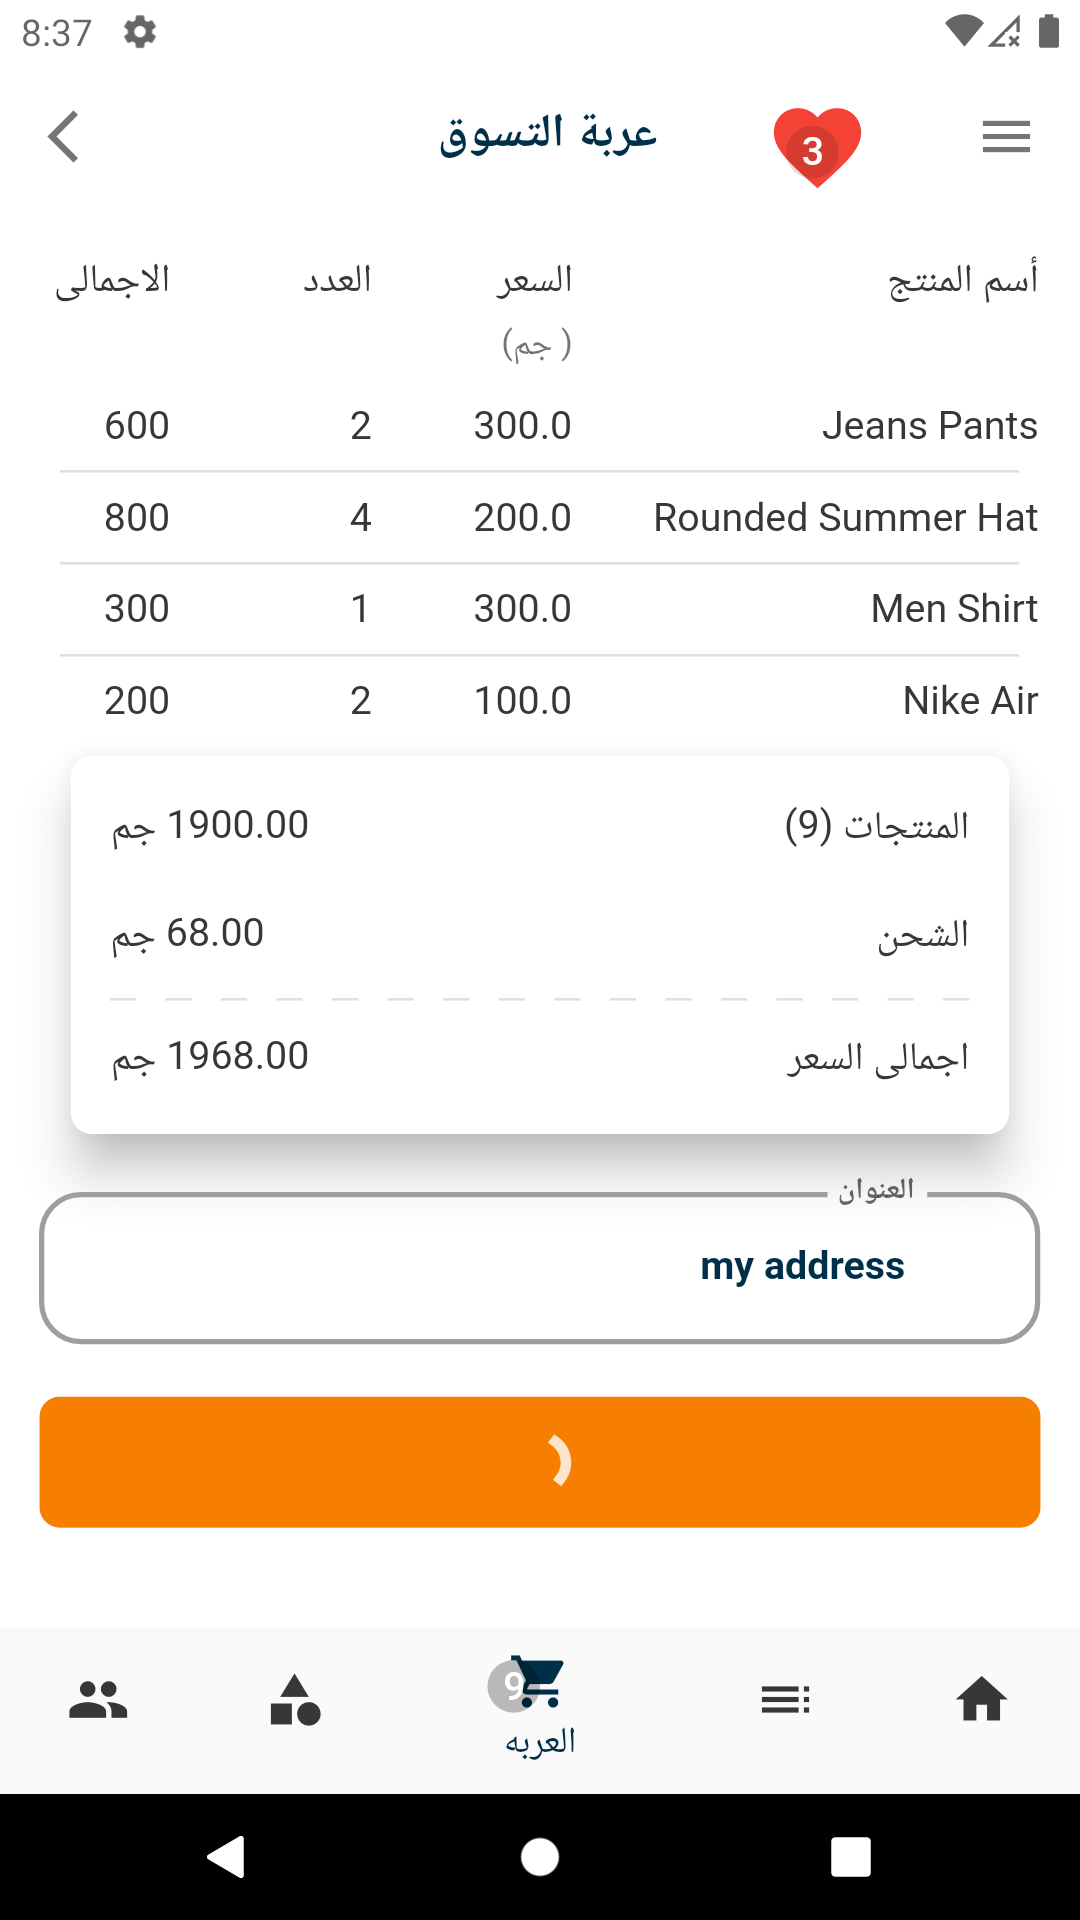 8:37
عربة التسوق
3
أسم المنتج السعر العدد الاجمالى
( جم)
Jeans Pants 300.0 2 600
Rounded Summer Hat 200.0 4 800
Men Shirt 300.0 1 300
Nike Air 100.0 2 200
المنتجات (9) 1900.00 جم
الشحن 68.00 جم
اجمالى السعر 1968.00 جم
العنوان
my address
9
العربه